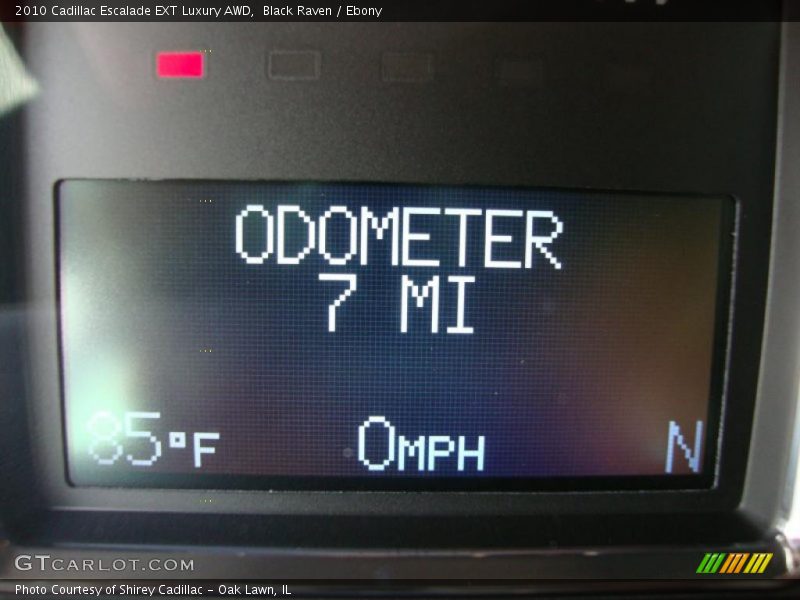 2010 Cadillac Escalade EXT Luxury AWD,  Black Raven / Ebony
ODOMETER
7 MI
85°F 0MPH N
GTCARLOT.COM
Photo Courtesy of Shirey Cadillac - Oak Lawn, IL